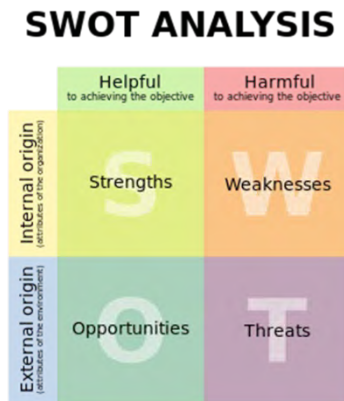 SWOT ANALYSIS
Helpful
to achieving the objective
Harmful
to achieving the objective
Internal origin
(attributes of the organization)
S
Strengths
W
Weaknesses
External origin
(attributes of the environment)
O
Opportunities
T
Threats